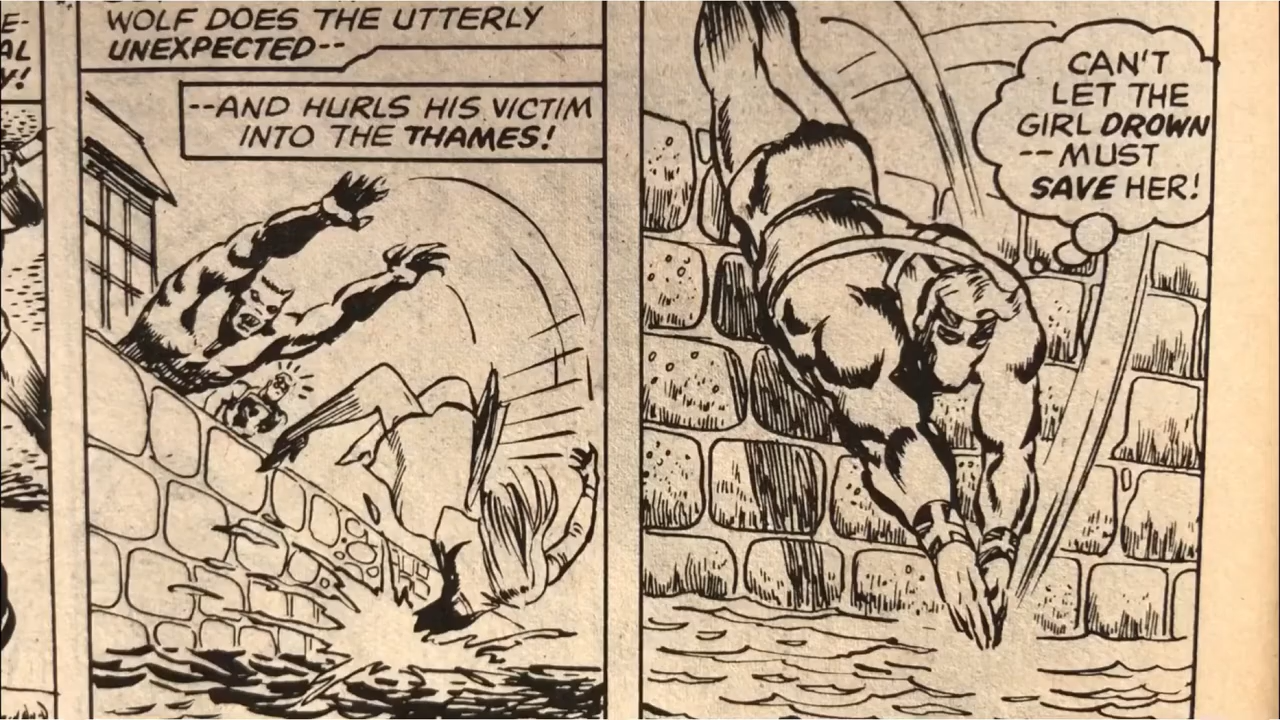 E-
AL
Y!
WOLF DOES THE UTTERLY
UNEXPECTED--
--AND HURLS HIS VICTIM
INTO THE THAMES!
CAN'T
LET THE
GIRL DROWN
--MUST
SAVE HER!